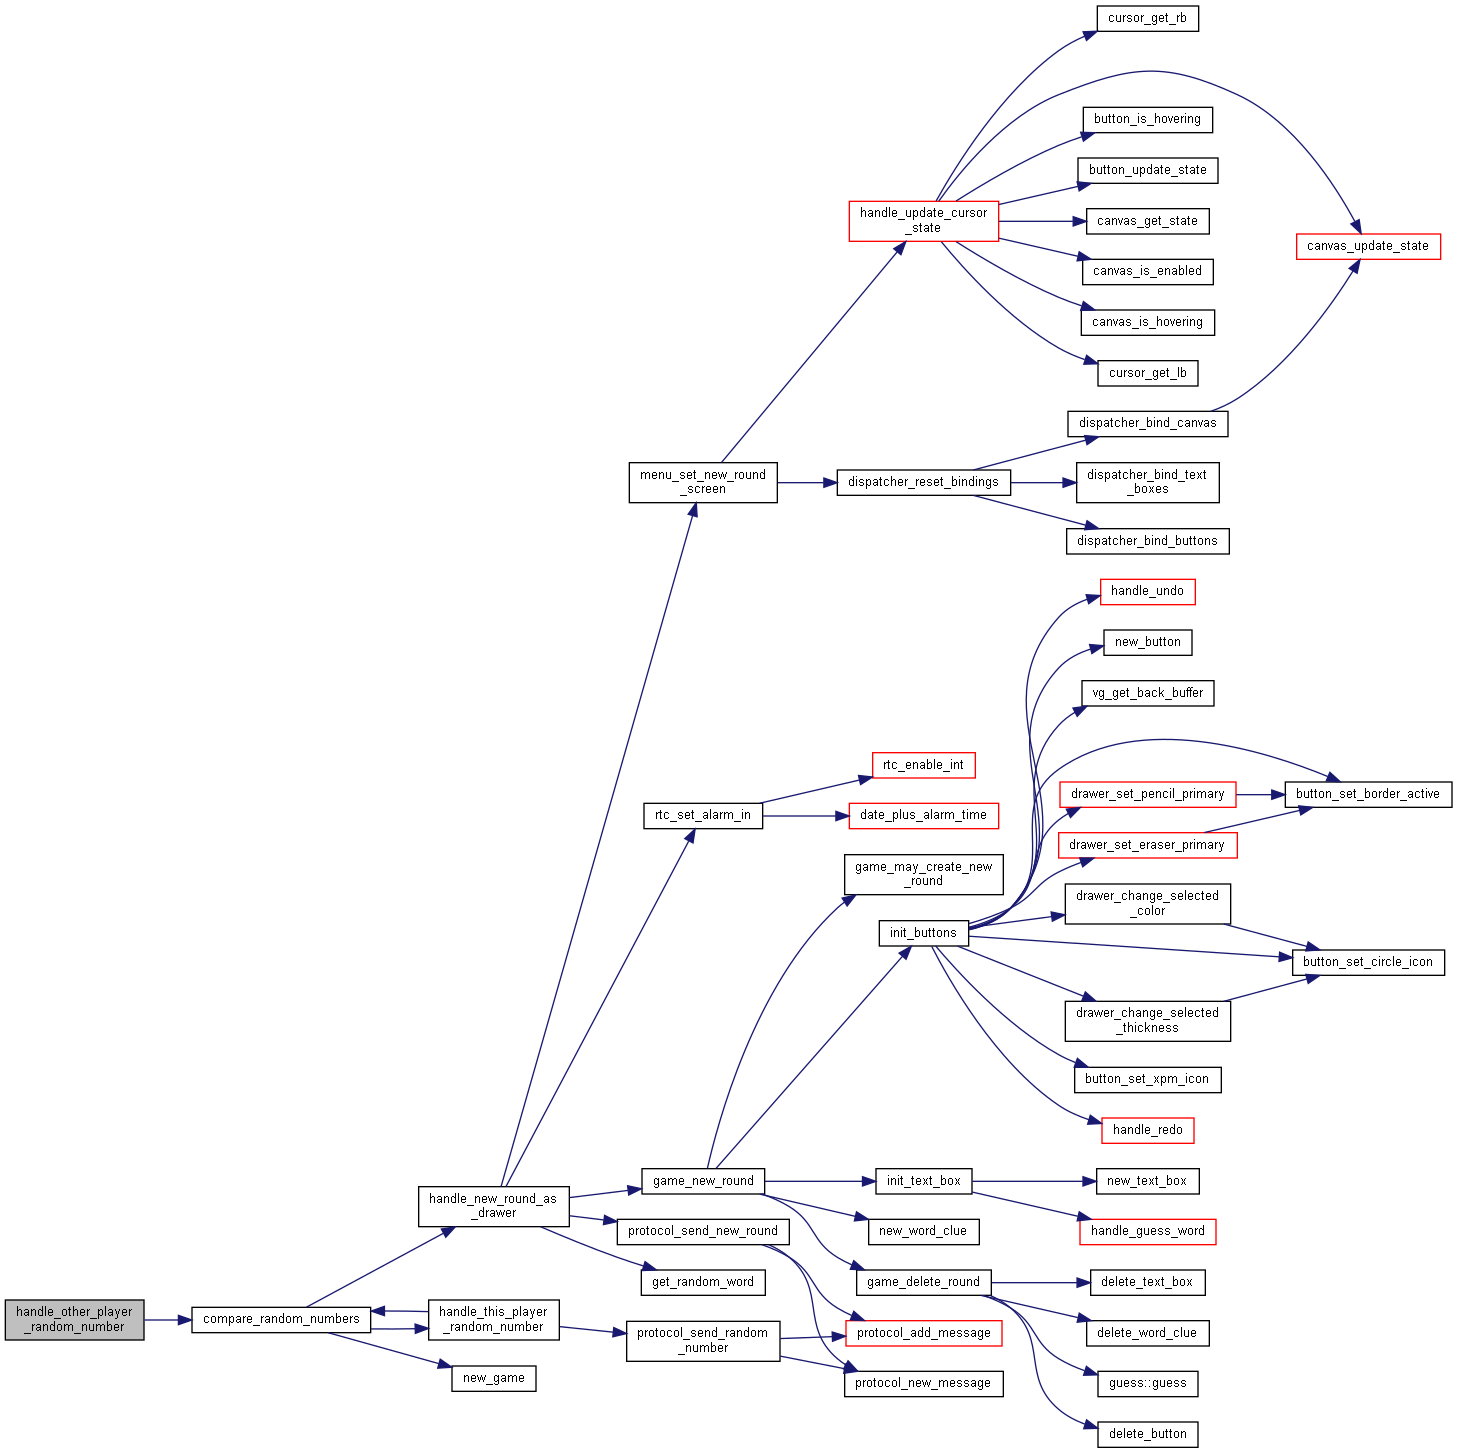 cursor_get_rb
button_is_hovering
button_update_state
handle_update_cursor
_state
canvas_get_state
canvas_update_state
canvas_is_enabled
canvas_is_hovering
cursor_get_lb
dispatcher_bind_canvas
menu_set_new_round
_screen
dispatcher_reset_bindings
dispatcher_bind_text
_boxes
dispatcher_bind_buttons
handle_undo
new_button
vg_get_back_buffer
rtc_enable_int
drawer_set_pencil_primary
button_set_border_active
rtc_set_alarm_in
date_plus_alarm_time
drawer_set_eraser_primary
game_may_create_new
_round
drawer_change_selected
_color
init_buttons
button_set_circle_icon
drawer_change_selected
_thickness
button_set_xpm_icon
handle_redo
game_new_round
init_text_box
new_text_box
handle_new_round_as
_drawer
protocol_send_new_round
new_word_clue
handle_guess_word
get_random_word
game_delete_round
delete_text_box
handle_other_player
_random_number
compare_random_numbers
handle_this_player
_random_number
protocol_send_random
_number
protocol_add_message
delete_word_clue
new_game
protocol_new_message
guess::guess
delete_button